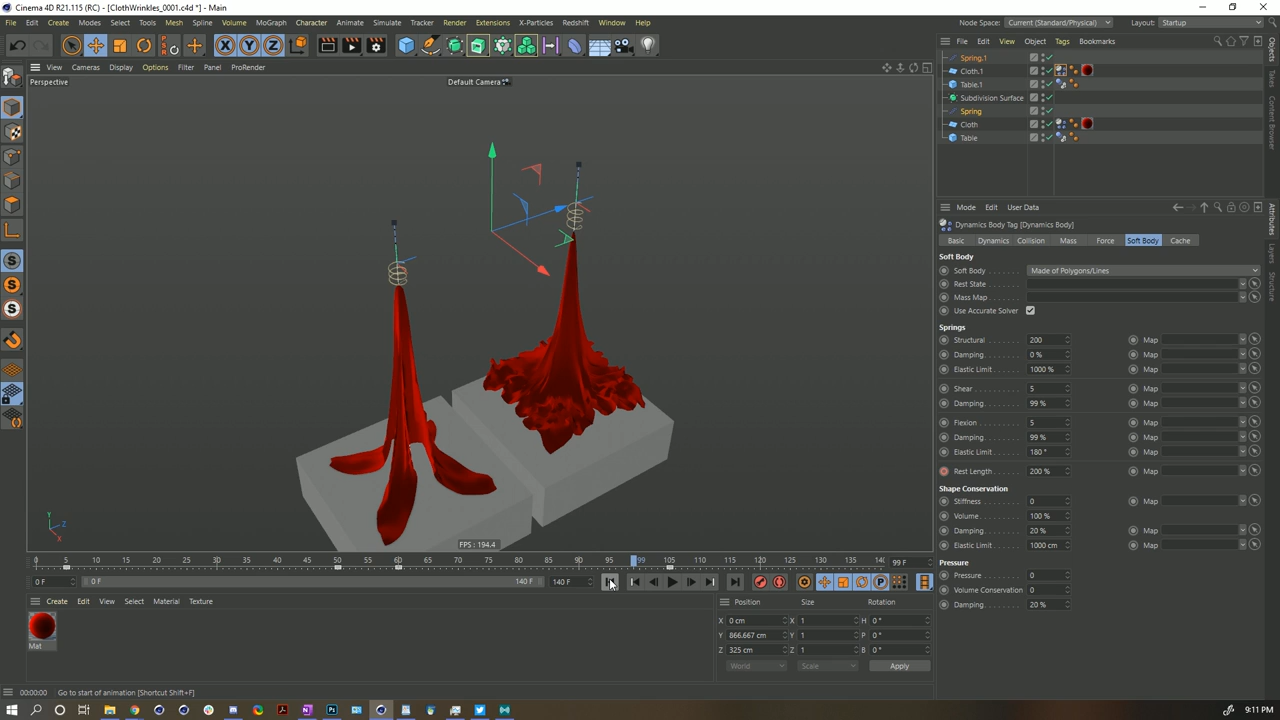 Cinema 4D R21.115 (RC) - [ClothWrinkles_0001.c4d *] - Main
File Edit Create Modes Select Tools Mesh Spline Volume MoGraph Character Animate Simulate Tracker Render Extensions X-Particles Redshift Window Help
Node Space: Current (Standard/Physical) Layout: Startup
File Edit View Object Tags Bookmarks
View Cameras Display Options Filter Panel ProRender
Perspective
Default Camera
Spring.1
Cloth.1
Table.1
Subdivision Surface
Spring
Cloth
Table
Objects
Takes
Content Browser
Attributes
Layers
Structure
Mode Edit User Data
Dynamics Body Tag [Dynamics Body]
Basic Dynamics Collision Mass Force Soft Body Cache
Soft Body
Soft Body Made of Polygons/Lines
Rest State
Mass Map
Use Accurate Solver
Springs
Structural 200 Map
Damping 0 % Map
Elastic Limit 1000 % Map
Shear 5 Map
Damping 99 % Map
Flexion 5 Map
Damping 99 % Map
Elastic Limit 180 ° Map
Rest Length 200 % Map
Shape Conservation
Stiffness 0 Map
Volume 100 % Map
Damping 20 % Map
Elastic Limit 1000 cm Map
Pressure
Pressure 0
Volume Conservation 0
Damping 20 %
Y
Z
X
FPS : 194.4
0 5 10 15 20 25 30 35 40 45 50 55 60 65 70 75 80 85 90 95 99 105 110 115 120 125 130 135 140 99 F
0 F 0 F 140 F 140 F
Create Edit View Select Material Texture
Mat
Position Size Rotation
X 0 cm X 1 H 0 °
Y 866.667 cm Y 1 P 0 °
Z 325 cm Z 1 B 0 °
World Scale Apply
00:00:00 Go to start of animation [Shortcut Shift+F]
9:11 PM